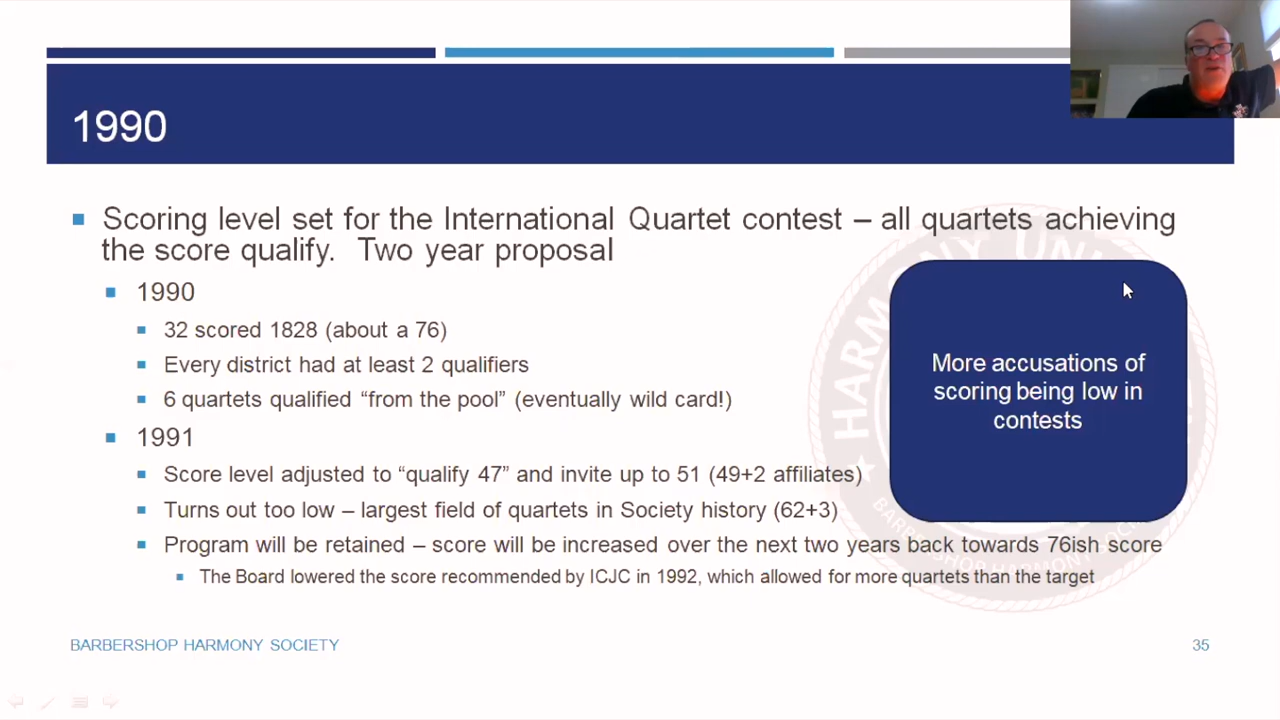 1990
Scoring level set for the International Quartet contest – all quartets achieving
the score qualify. Two year proposal
1990
32 scored 1828 (about a 76)
Every district had at least 2 qualifiers
6 quartets qualified “from the pool” (eventually wild card!)
1991
Score level adjusted to “qualify 47” and invite up to 51 (49+2 affiliates)
Turns out too low – largest field of quartets in Society history (62+3)
Program will be retained – score will be increased over the next two years back towards 76ish score
The Board lowered the score recommended by ICJC in 1992, which allowed for more quartets than the target
More accusations of
scoring being low in
contests
HARMONY UNI
BARBERSHOP HARMONY SOCIETY
BARBERSHOP HARMONY SOCIETY
35